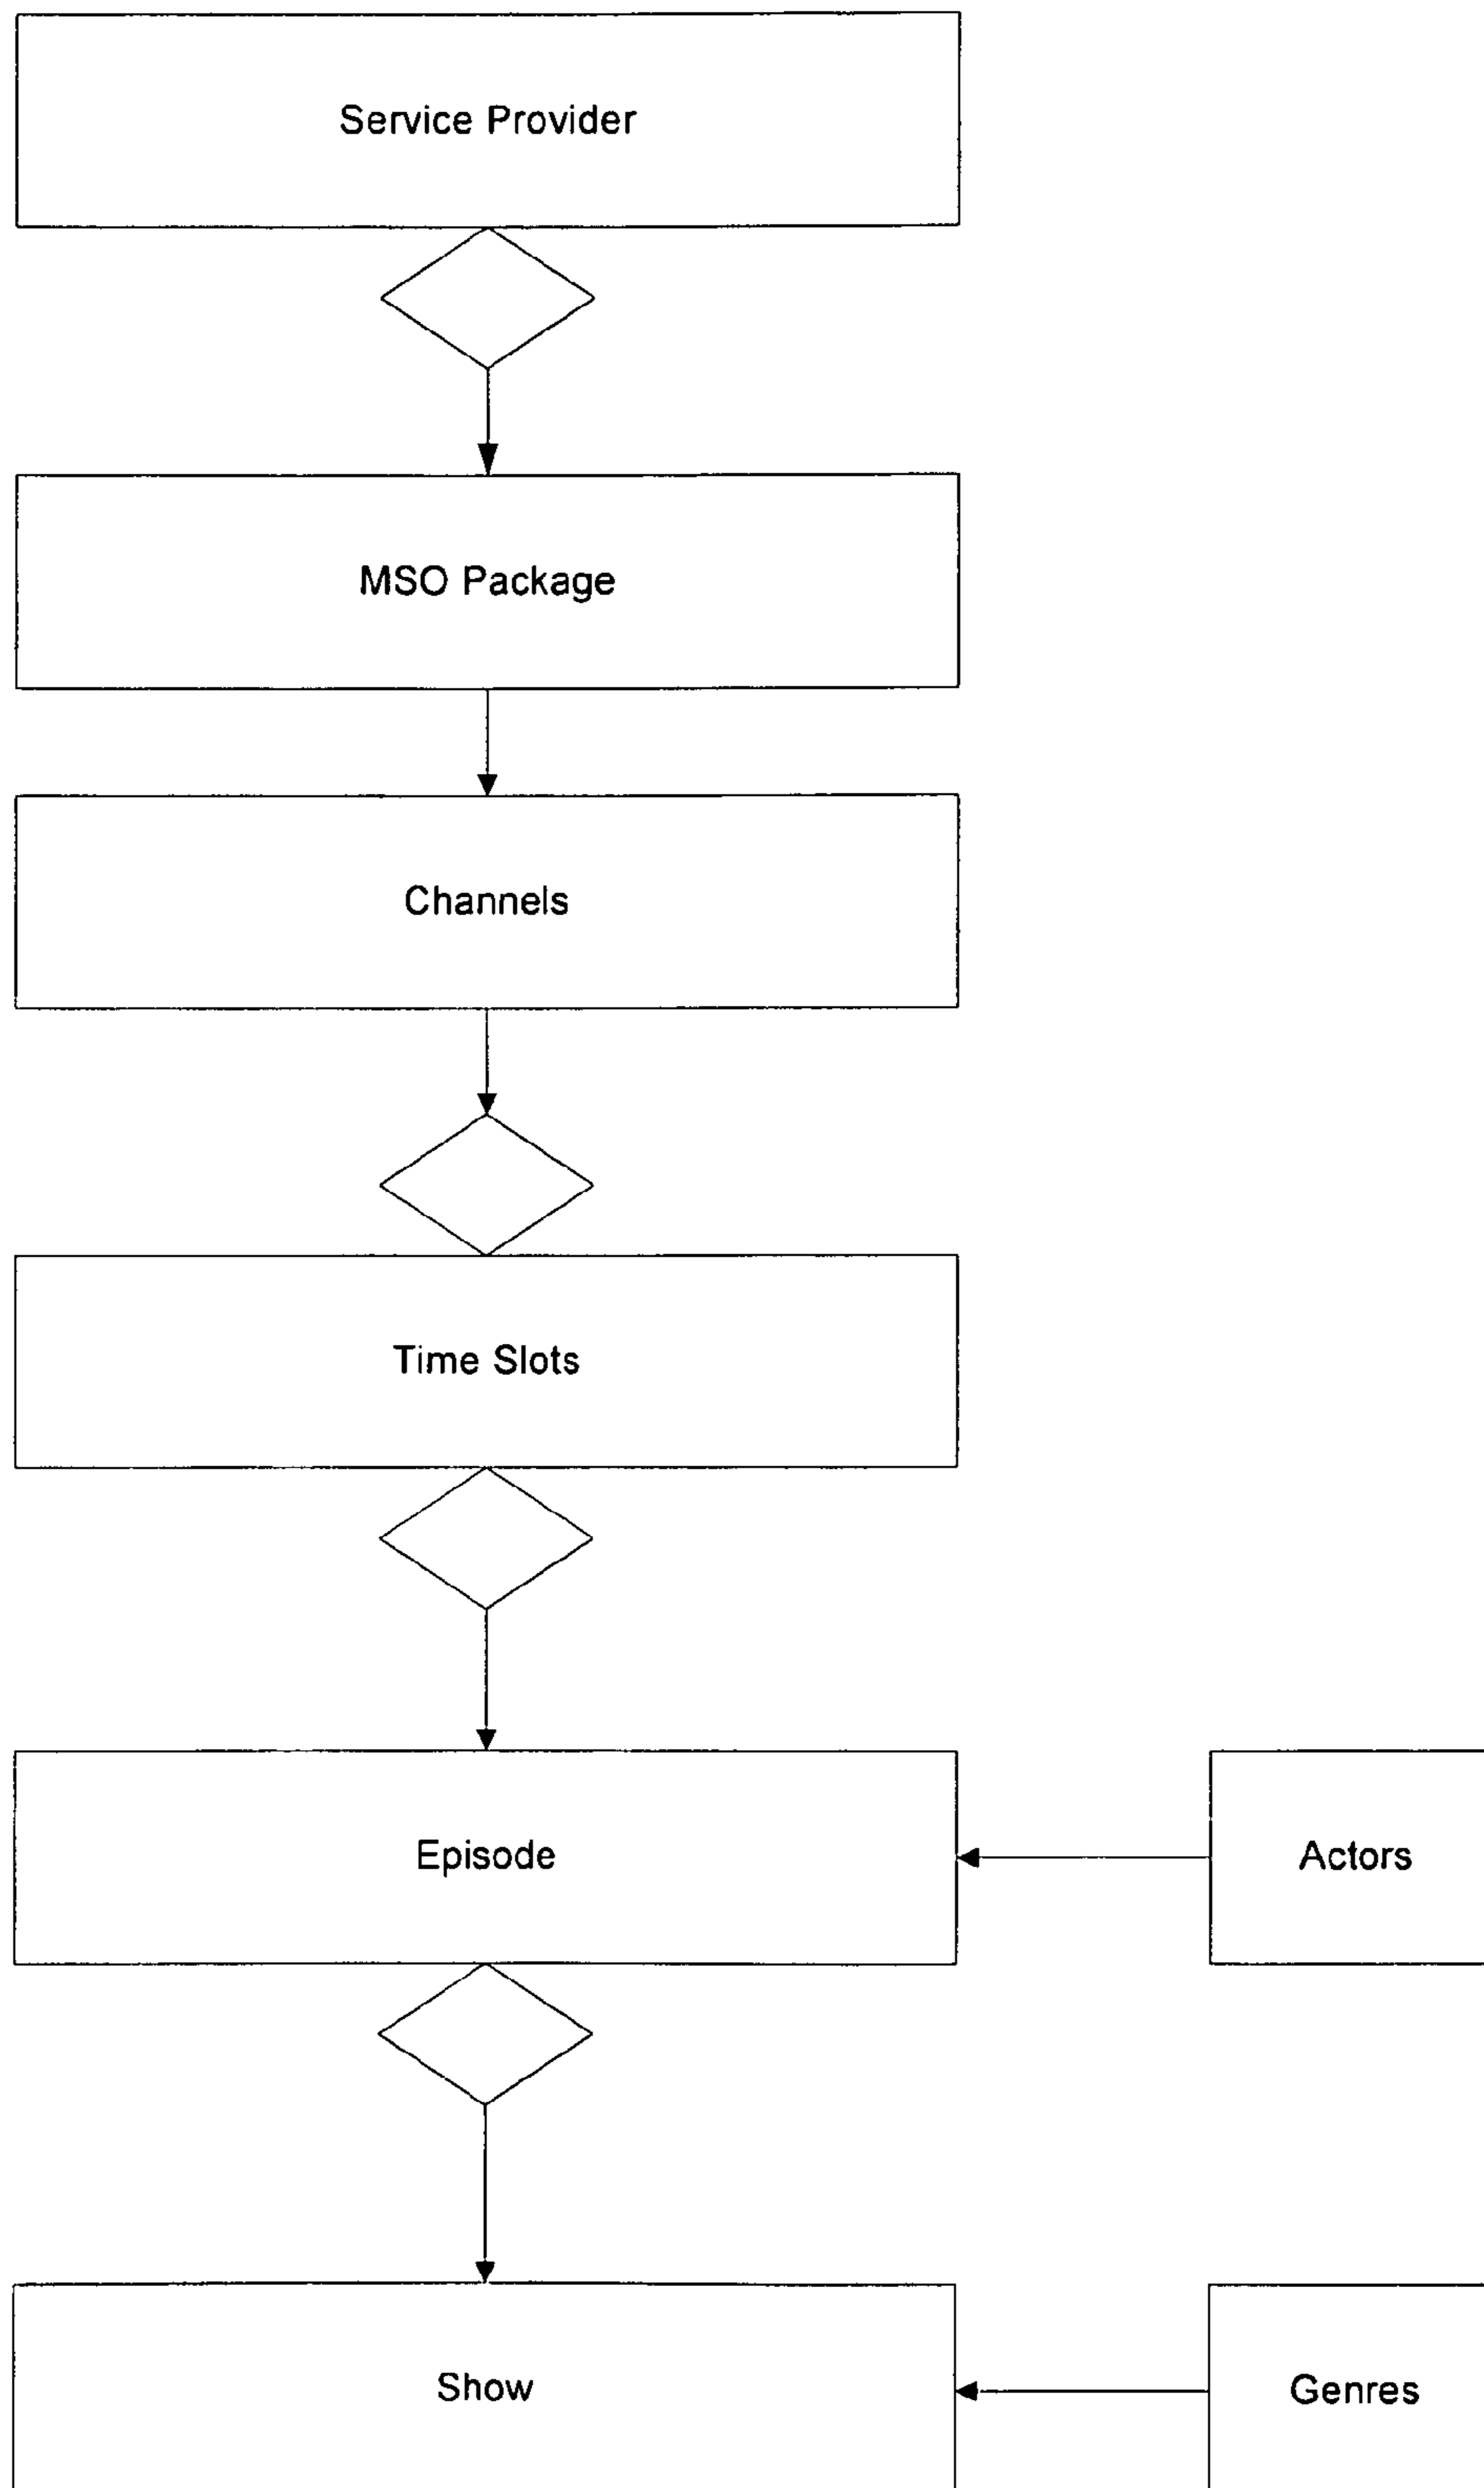 Service Provider
MSO Package
Channels
Time Slots
Episode
Actors
Show
Genres